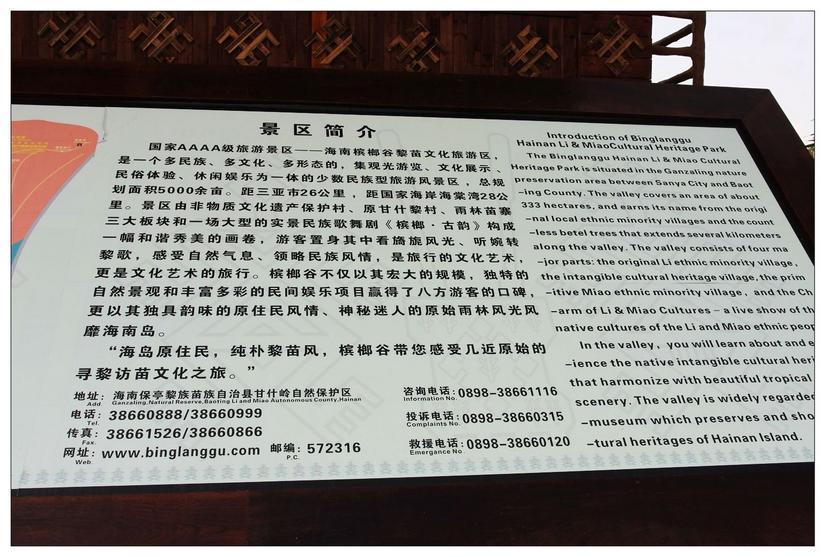 景区简介
国家AAAA级旅游景区——海南槟榔谷黎苗文化旅游区，
是一个多民族、多文化、多形态的，集观光游览、文化展示、
民俗体验、休闲娱乐为一体的少数民族型旅游风景区，总规
划面积5000余亩。距三亚市26公里，距国家海岸海棠湾28公
里。景区由非物质文化遗产保护村、原甘什黎村、雨林苗寨
三大板块和一场大型的实景民族歌舞剧《槟榔·古韵》构成
一幅和谐秀美的画卷，游客置身其中看旖旎风光、听婉转
黎歌，感受自然气息、领略民族风情，是旅行的文化艺术，
更是文化艺术的旅行。槟榔谷不仅以其宏大的规模，独特的
自然景观和丰富多彩的民间娱乐项目赢得了八方游客的口碑，
更以其独具韵味的原住民风情、神秘迷人的原始雨林风光风
靡海南岛。
“海岛原住民，纯朴黎苗风，槟榔谷带您感受几近原始的
寻黎访苗文化之旅。”
地址：海南保亭黎族苗族自治县甘什岭自然保护区
Add. Ganzaling,Natural Reserve,Baoting Li and Miao Autonomous County,Hainan
电话：38660888/38660999
Tel.
传真：38661526/38660866
Fax.
网址：www.binglanggu.com 邮编：572316
Web. P.C.
咨询电话：0898-38661116
Information No.
投诉电话：0898-38660315
Complaints No.
救援电话：0898-38660120
Emergance No.
Introduction of Binglanggu
Hainan Li & MiaoCultural Heritage Park
The Binglanggu Hainan Li & Miao Cultural
Heritage Park is situated in the Ganzaling nature
preservation area between Sanya City and Baot
-ing County. The valley covers an area of about
333 hectares, and earns its name from the origi
-nal local ethnic minority villages and the count
-less betel trees that extends several kilometers
along the valley. The valley consists of four ma
-jor parts: the original Li ethnic minority village,
the intangible cultural heritage village, the prim
-itive Miao ethnic minority village, and the Ch
-arm of Li & Miao Cultures – a live show of th
native cultures of the Li and Miao ethnic peop
In the valley, you will learn about and e
-ience the native intangible cultural heri
that harmonize with beautiful tropical
scenery. The valley is widely regarded
-museum which preserves and sho
-tural heritages of Hainan Island.